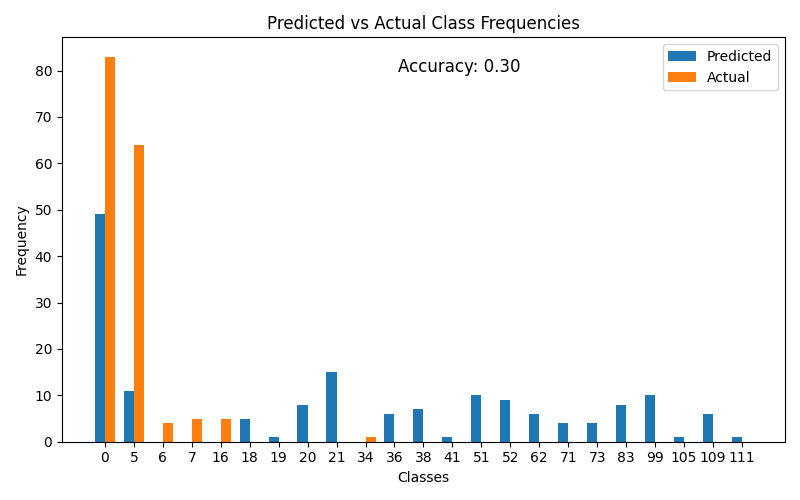 Predicted vs Actual Class Frequencies
Accuracy: 0.30
Predicted
Actual
Frequency
80
70
60
50
40
30
20
10
0
0 5 6 7 16 18 19 20 21 34 36 38 41 51 52 62 71 73 83 99 105 109 111
Classes